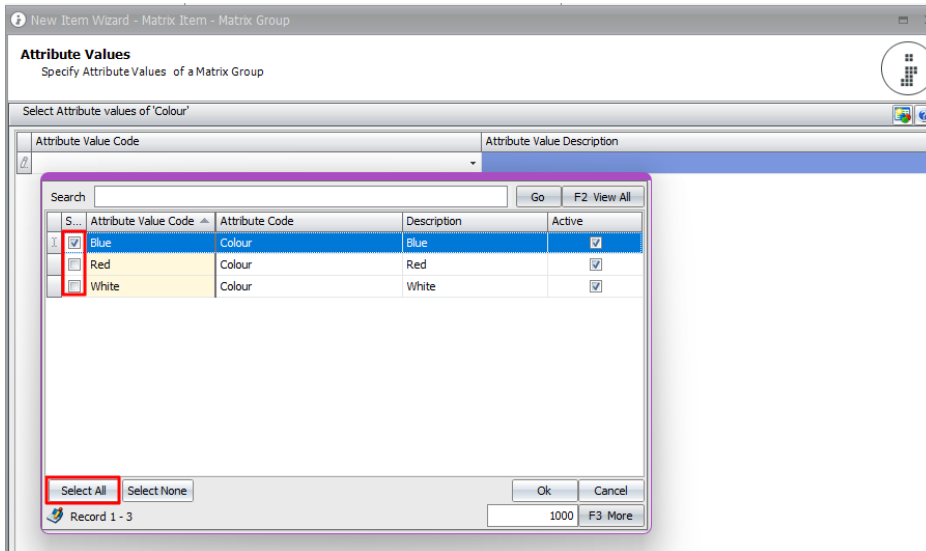 New Item Wizard - Matrix Item - Matrix Group
Attribute Values
Specify Attribute Values of a Matrix Group
Select Attribute values of 'Colour'
Attribute Value Code Attribute Value Description
Search Go F2 View All
S... Attribute Value Code Attribute Code Description Active
Blue Colour Blue
Red Colour Red
White Colour White
Select All Select None Ok Cancel
Record 1 - 3 1000 F3 More